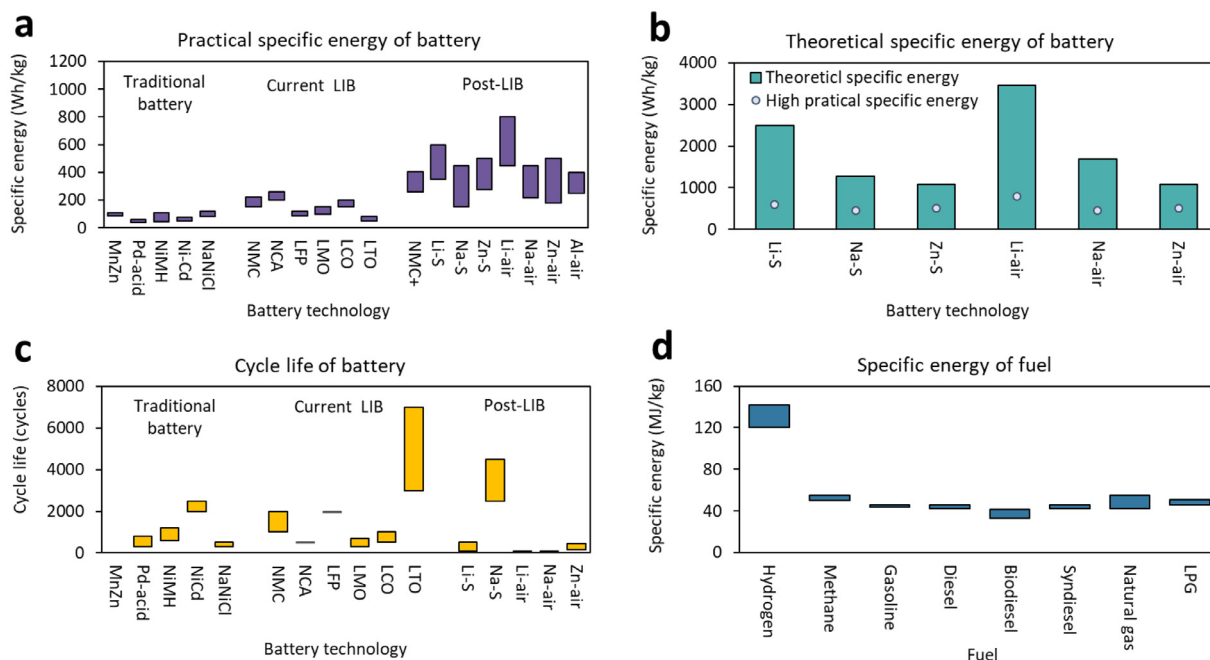 a
Practical specific energy of battery
Specific energy (Wh/kg)
1200
1000
800
600
400
200
0
Traditional
battery
Current LIB
Post-LIB
MnZn
Pd-acid
NiMH
Ni-Cd
NaNiCl
NMC
NCA
LFP
LMO
LCO
LTO
NMC+
Li-S
Na-S
Zn-S
Li-air
Na-air
Zn-air
Al-air
Battery technology
b
Theoretical specific energy of battery
Specific energy (Wh/kg)
4000
3000
2000
1000
0
Theoreticl specific energy
High pratical specific energy
Li-S
Na-S
Zn-S
Li-air
Na-air
Zn-air
Battery technology
c
Cycle life of battery
Cycle life (cycles)
8000
6000
4000
2000
0
Traditional
battery
Current LIB
Post-LIB
MnZn
Pd-acid
NiMH
NiCd
NaNiCl
NMC
NCA
LFP
LMO
LCO
LTO
Li-S
Na-S
Li-air
Na-air
Zn-air
Battery technology
d
Specific energy of fuel
Specific energy (MJ/kg)
160
120
80
40
0
Hydrogen
Methane
Gasoline
Diesel
Biodiesel
Syndiesel
Natural gas
LPG
Fuel